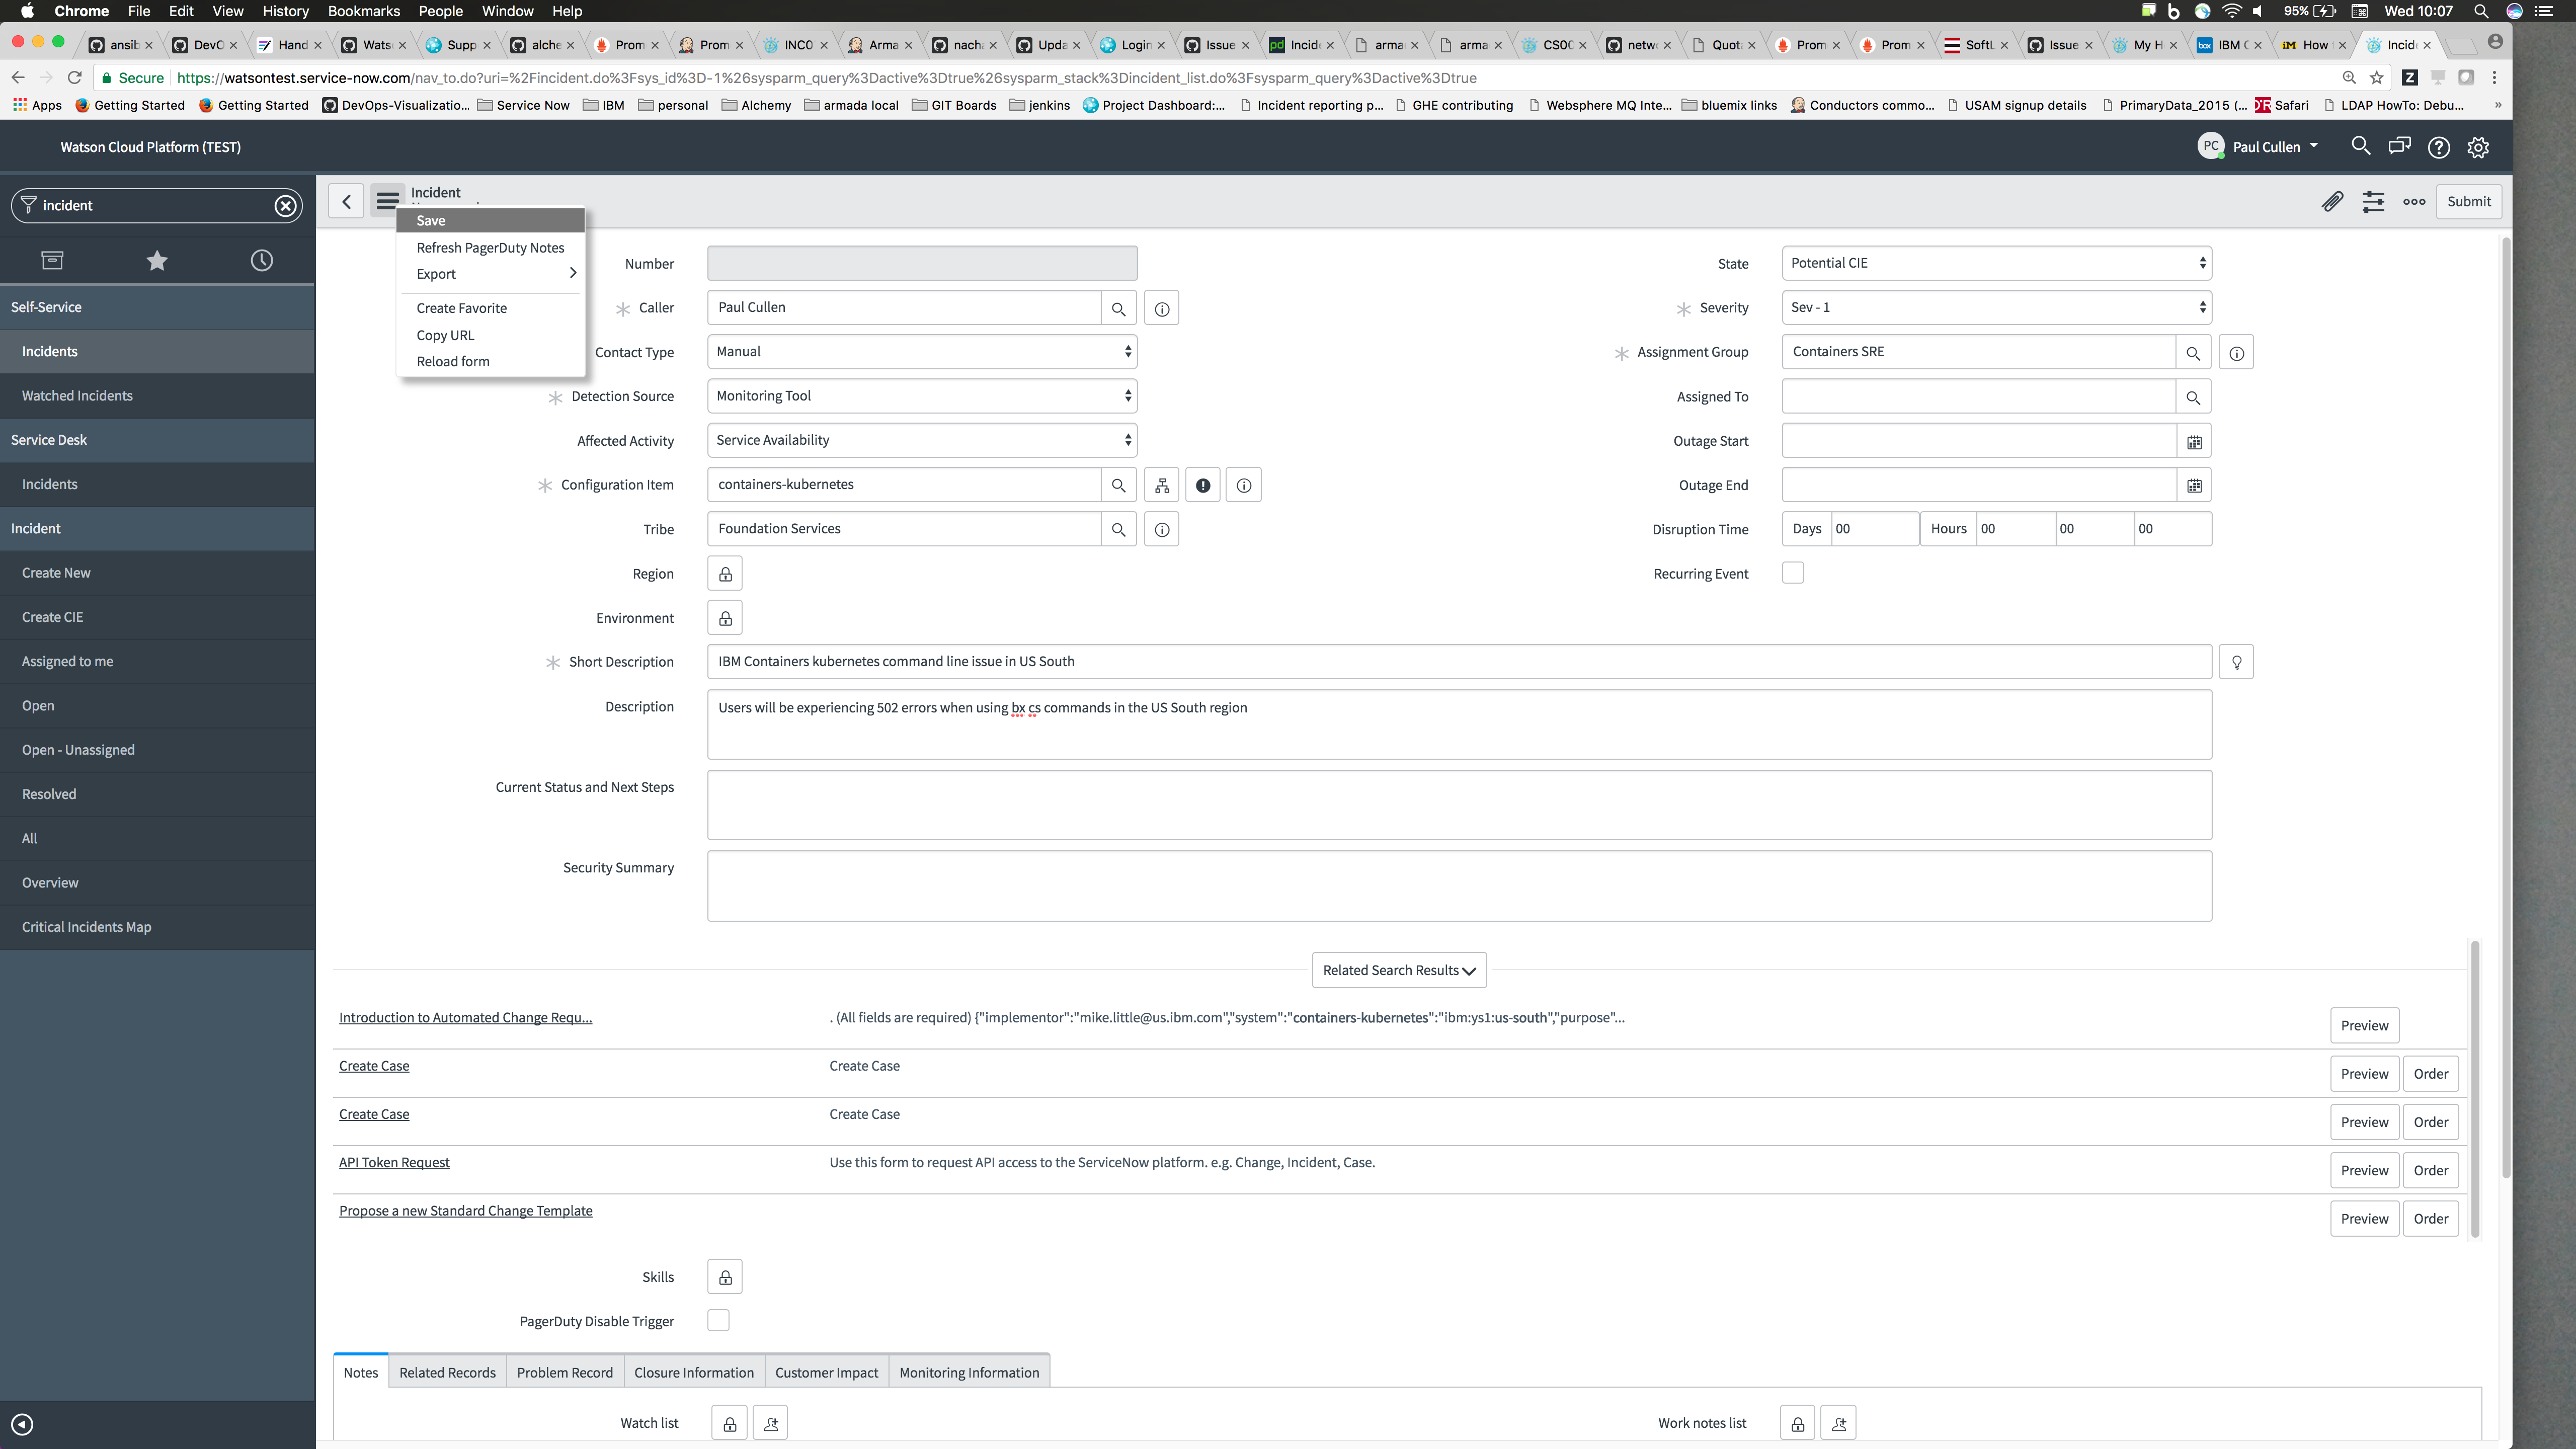 Chrome File Edit View History Bookmarks People Window Help 95% Wed 10:07
ansib DevO Hand Wats Supp alche Prom Prom INC0 Arma nach Upda Login Issue Incid arma arma CS00 netw Quota Prom Prom SoftL Issue My H IBM C How Incid
Secure https://watsontest.service-now.com/nav_to.do?uri=%2Fincident.do%3Fsys_id%3D-1%26sysparm_query%3Dactive%3Dtrue%26sysparm_stack%3Dincident_list.do%3Fsysparm_query%3Dactive%3Dtrue
Apps Getting Started Getting Started DevOps-Visualizatio... Service Now IBM personal Alchemy armada local GIT Boards jenkins Project Dashboard:... Incident reporting p... GHE contributing Websphere MQ Inte... bluemix links Conductors commo... USAM signup details PrimaryData_2015 (... Safari LDAP HowTo: Debu... »
Watson Cloud Platform (TEST) PC Paul Cullen
incident
Self-Service
Incidents
Watched Incidents
Service Desk
Incidents
Incident
Create New
Create CIE
Assigned to me
Open
Open - Unassigned
Resolved
All
Overview
Critical Incidents Map
Incident
Submit
Save
Refresh PagerDuty Notes
Export
Create Favorite
Copy URL
Reload form
Number
Caller Paul Cullen
Contact Type Manual
Detection Source Monitoring Tool
Affected Activity Service Availability
Configuration Item containers-kubernetes
Tribe Foundation Services
Region
Environment
State Potential CIE
Severity Sev - 1
Assignment Group Containers SRE
Assigned To
Outage Start
Outage End
Disruption Time Days 00 Hours 00 00 00
Recurring Event
Short Description IBM Containers kubernetes command line issue in US South
Description Users will be experiencing 502 errors when using bx cs commands in the US South region
Current Status and Next Steps
Security Summary
Related Search Results
Introduction to Automated Change Requ... . (All fields are required) {"implementor":"mike.little@us.ibm.com","system":"containers-kubernetes":"ibm:ys1:us-south","purpose"... Preview
Create Case Create Case Preview Order
Create Case Create Case Preview Order
API Token Request Use this form to request API access to the ServiceNow platform. e.g. Change, Incident, Case. Preview Order
Propose a new Standard Change Template Preview Order
Skills
PagerDuty Disable Trigger
Notes Related Records Problem Record Closure Information Customer Impact Monitoring Information
Watch list Work notes list